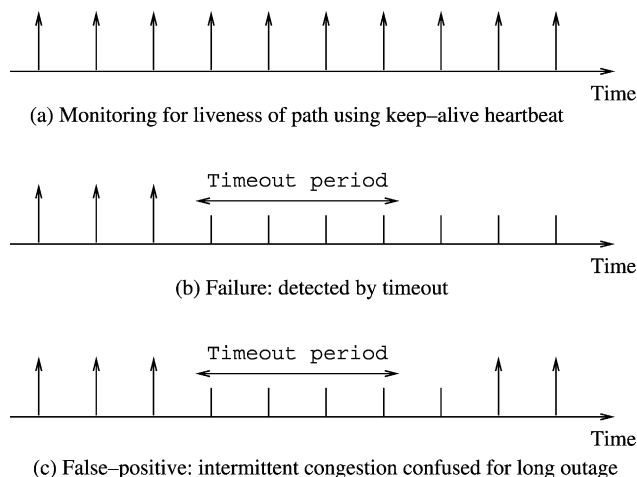 Time
(a) Monitoring for liveness of path using keep–alive heartbeat
Timeout period
Time
(b) Failure: detected by timeout
Timeout period
Time
(c) False–positive: intermittent congestion confused for long outage